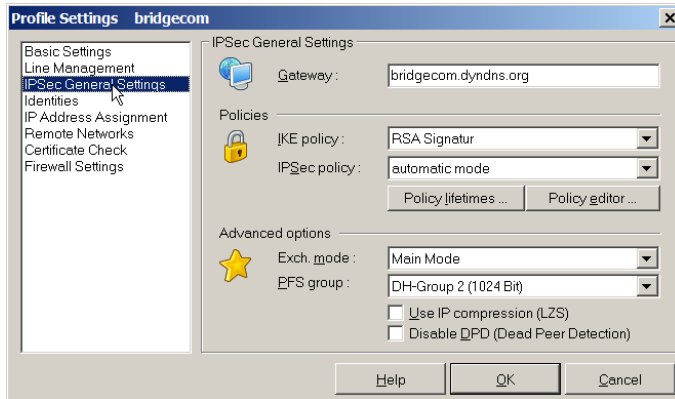 Profile Settings bridgecom
Basic Settings
Line Management
IPSec General Settings
Identities
IP Address Assignment
Remote Networks
Certificate Check
Firewall Settings
IPSec General Settings
Gateway : bridgecom.dyndns.org
Policies
IKE policy : RSA Signatur
IPSec policy : automatic mode
Policy lifetimes ... Policy editor ...
Advanced options
Exch. mode : Main Mode
PFS group : DH-Group 2 (1024 Bit)
Use IP compression (LZS)
Disable DPD (Dead Peer Detection)
Help OK Cancel